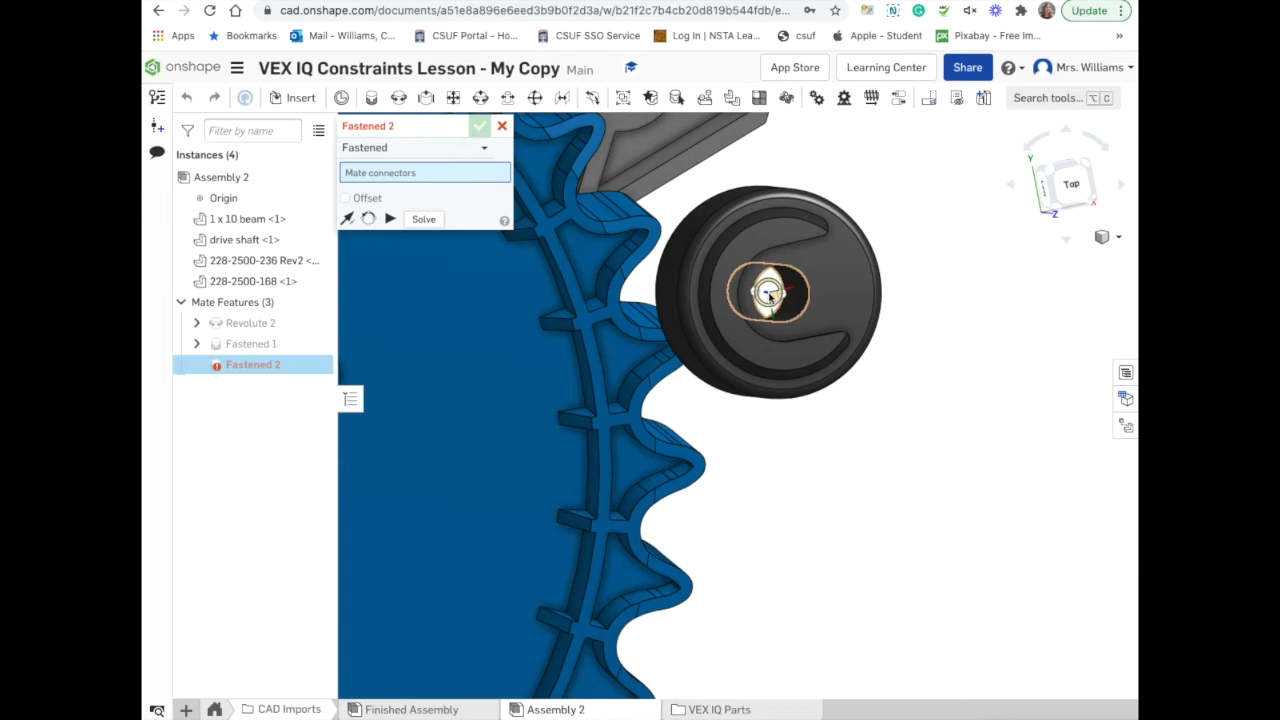 cad.onshape.com/documents/a51e8a896e6eed3b9b0f2d3a/w/b21f2c7b4cb20d819b544fdb/e...
Update
Apps
Bookmarks
Mail - Williams, C...
CSUF Portal - Ho...
CSUF SSO Service
Log In | NSTA Lea...
csuf
Apple - Student
Pixabay - Free Im...
»
onshape
VEX IQ Constraints Lesson - My Copy
Main
App Store
Learning Center
Share
Mrs. Williams
Insert
Search tools...
⌥ C
Filter by name
Instances (4)
Assembly 2
Origin
1 x 10 beam <1>
drive shaft <1>
228-2500-236 Rev2 <...
228-2500-168 <1>
Mate Features (3)
Revolute 2
Fastened 1
Fastened 2
Fastened 2
Fastened
Mate connectors
Offset
Solve
Y
Top
X
Z
CAD Imports
Finished Assembly
Assembly 2
VEX IQ Parts